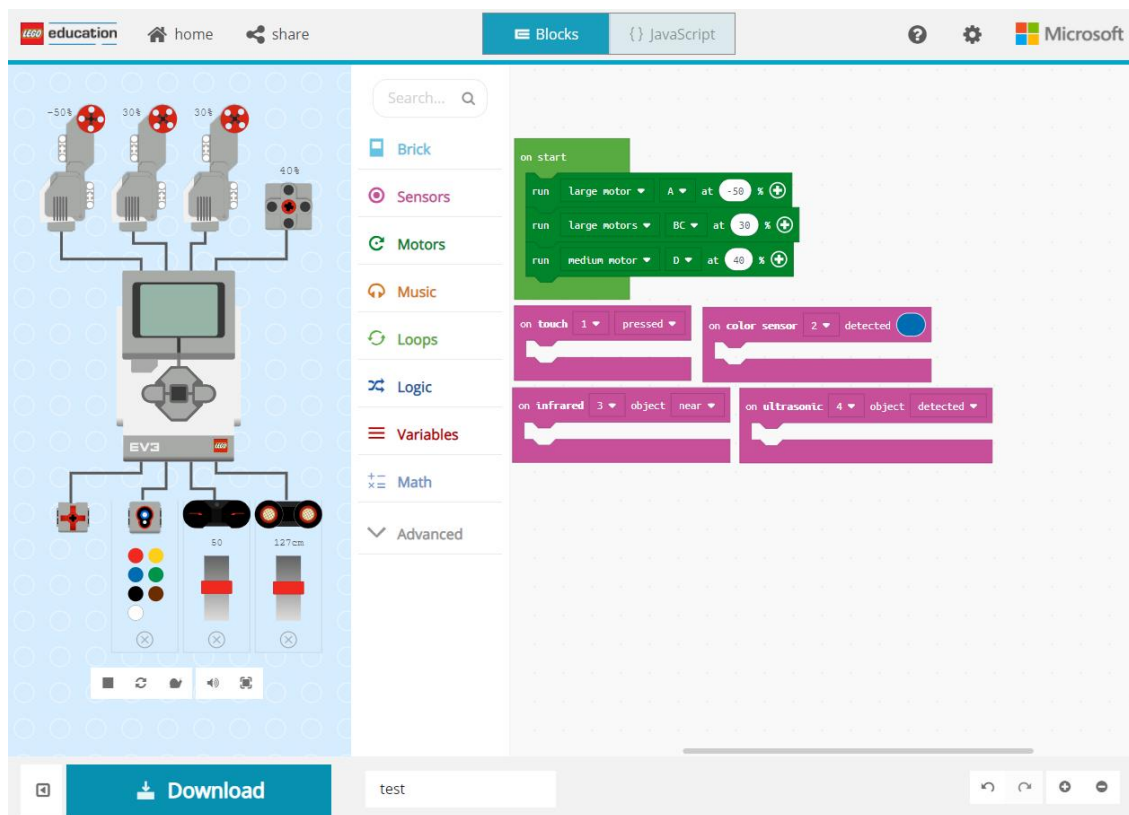 LEGO education home share Blocks {} JavaScript Microsoft
-50% 30% 30%
40%
EV3 LEGO
50 127cm
Search...
Brick
Sensors
Motors
Music
Loops
Logic
Variables
Math
Advanced
on start
run large motor A at -50 %
run large motors BC at 30 %
run medium motor D at 40 %
on touch 1 pressed
on color sensor 2 detected
on infrared 3 object near
on ultrasonic 4 object detected
Download test